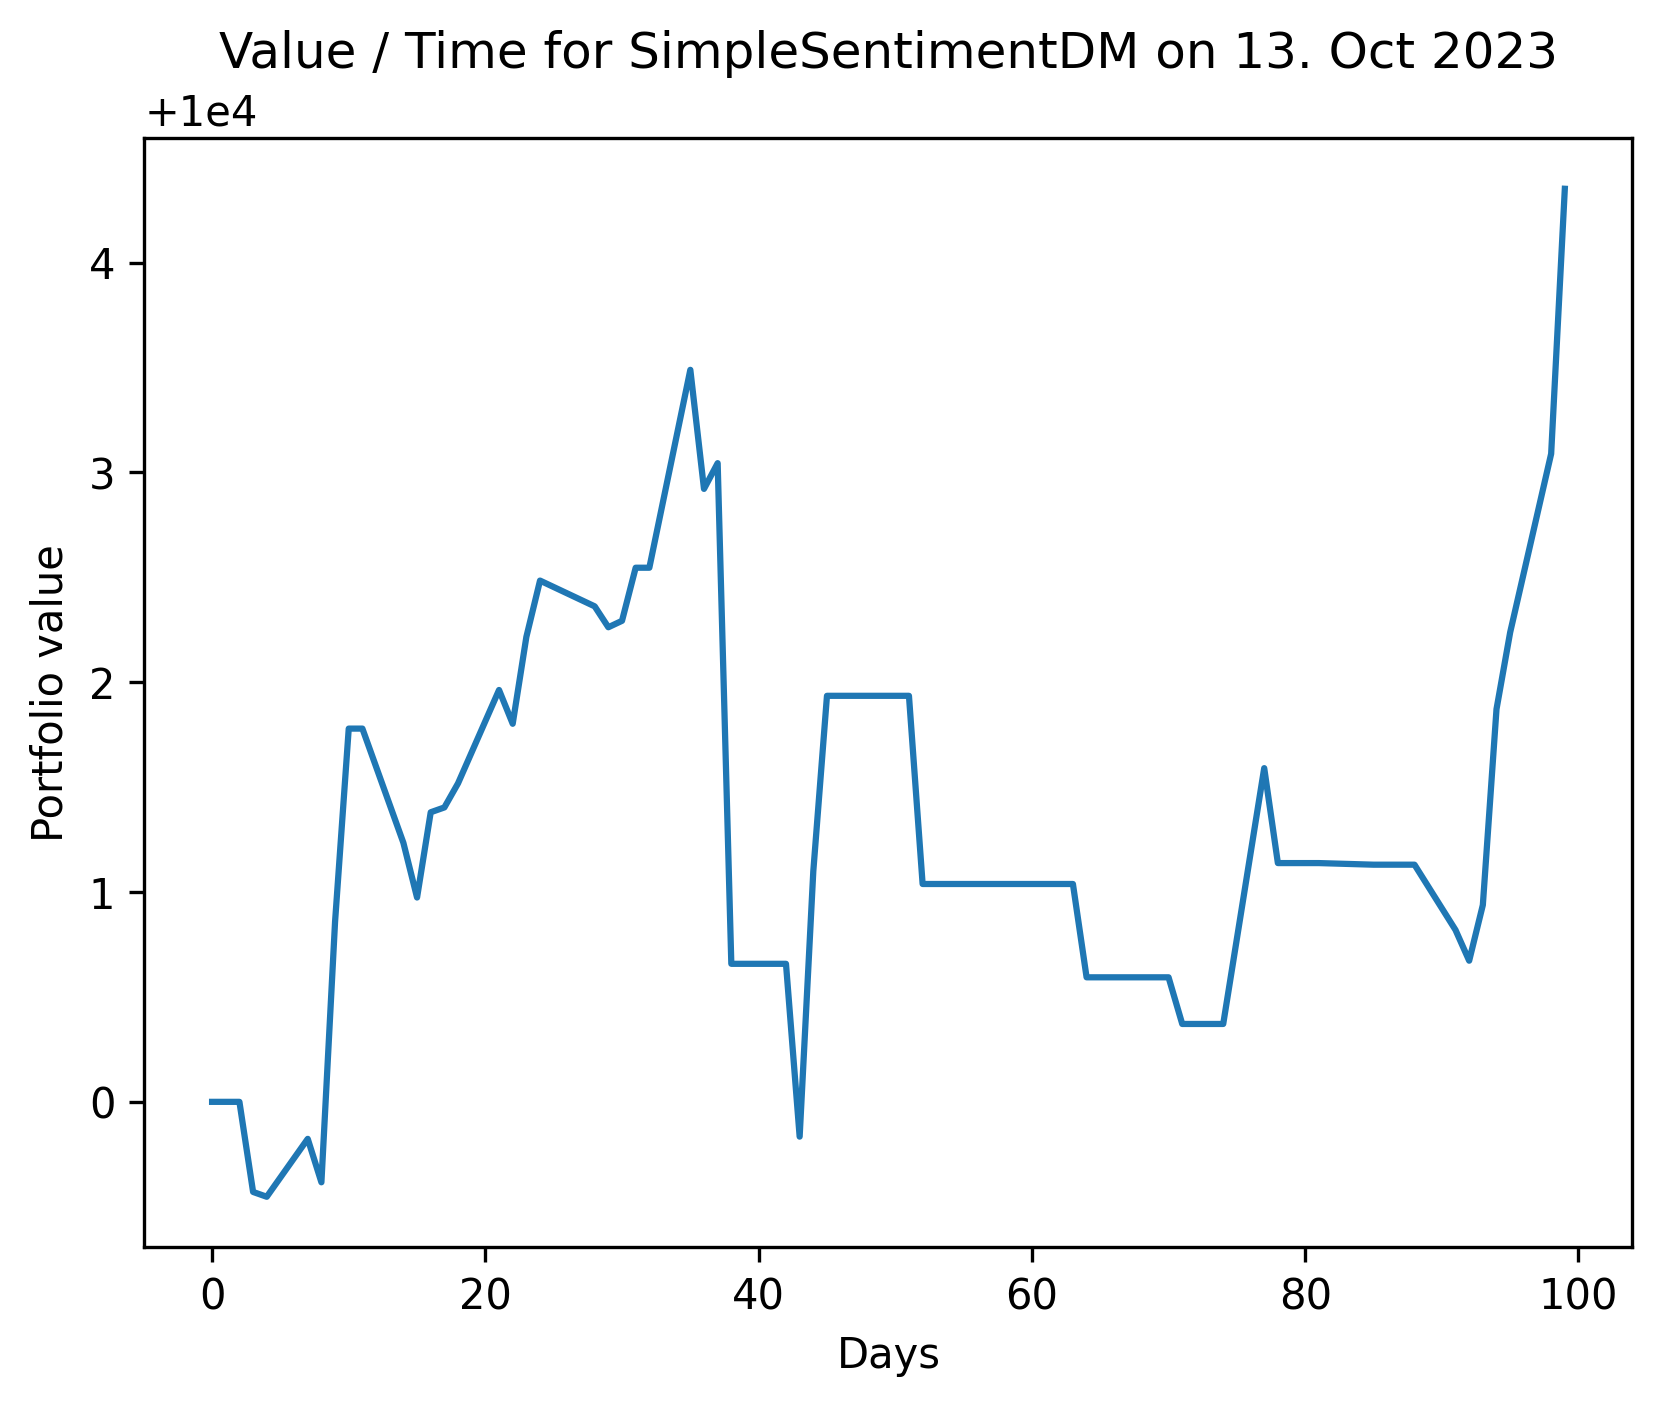 Value / Time for SimpleSentimentDM on 13. Oct 2023
+1e4
4
3
2
1
0
Portfolio value
0 20 40 60 80 100
Days